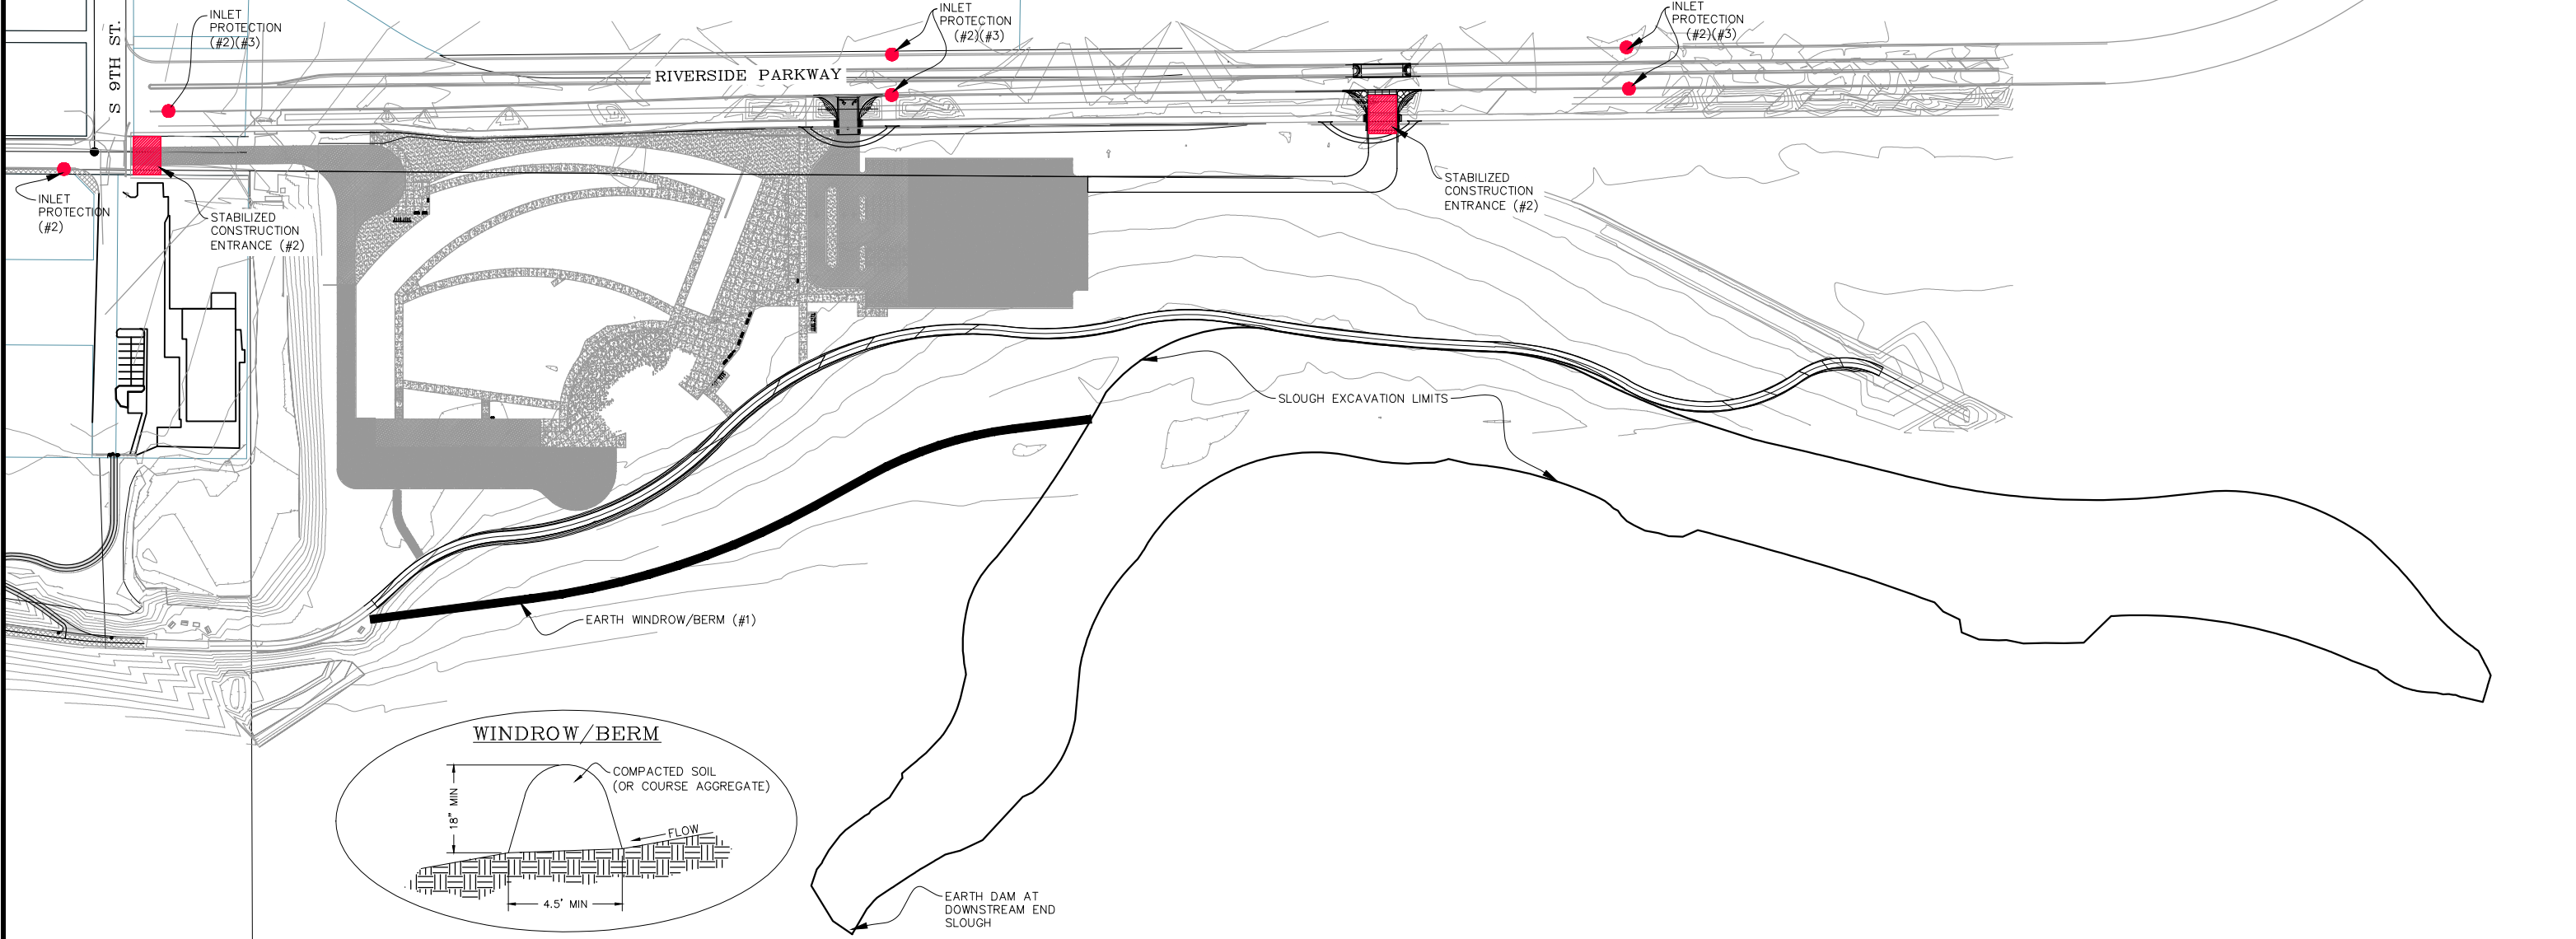 INLET
PROTECTION
(#2)(#3)
INLET
PROTECTION
(#2)(#3)
INLET
PROTECTION
(#2)(#3)
S 9TH ST.
RIVERSIDE PARKWAY
INLET
PROTECTION
(#2)
STABILIZED
CONSTRUCTION
ENTRANCE (#2)
STABILIZED
CONSTRUCTION
ENTRANCE (#2)
SLOUGH EXCAVATION LIMITS
EARTH WINDROW/BERM (#1)
WINDROW/BERM
COMPACTED SOIL
(OR COURSE AGGREGATE)
18" MIN
FLOW
4.5' MIN
EARTH DAM AT
DOWNSTREAM END
SLOUGH